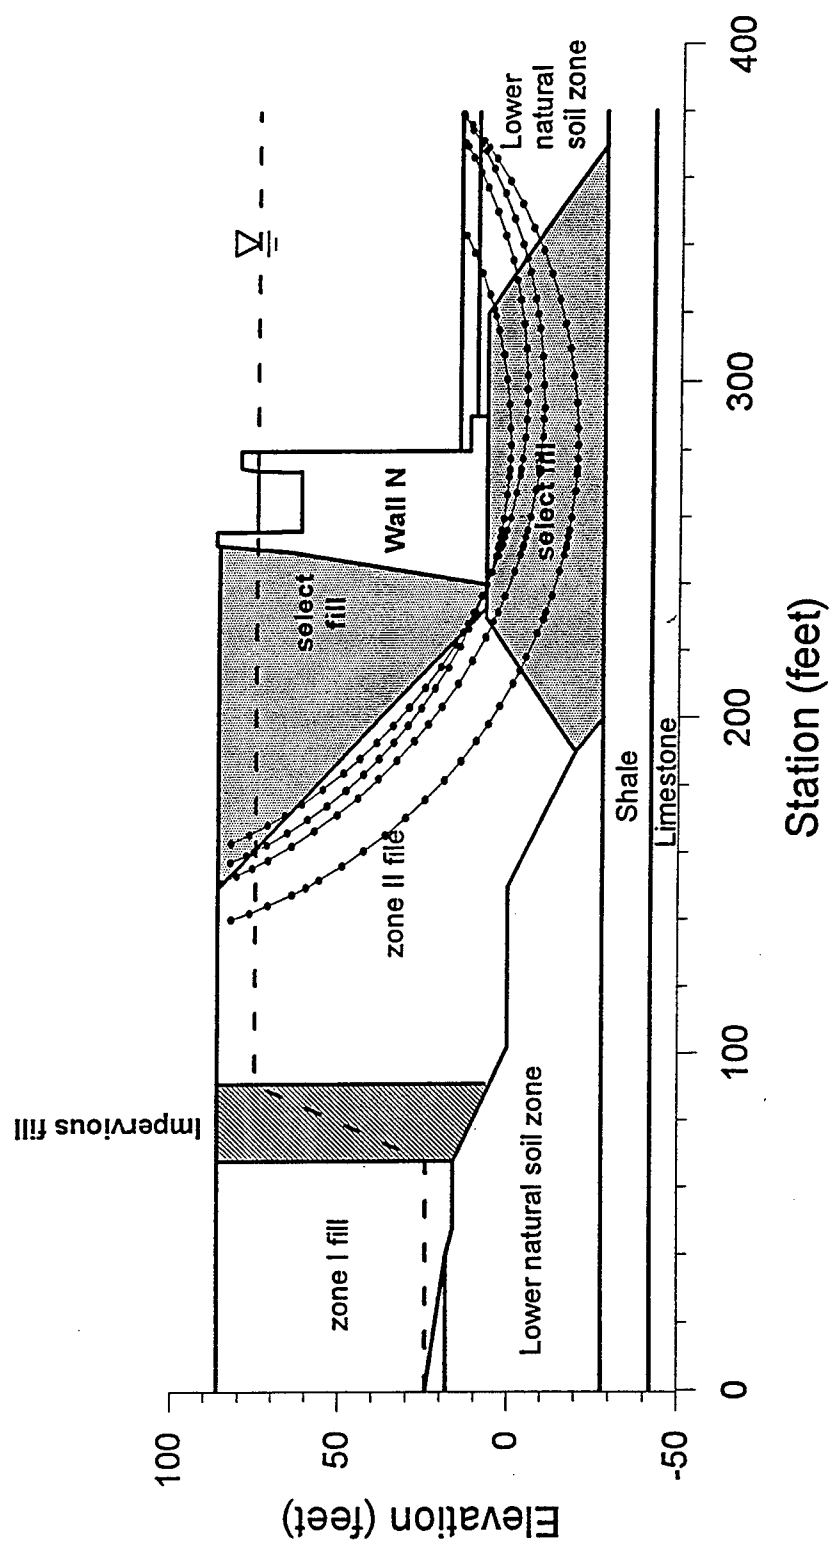 Impervious fill
Elevation (feet)
100
50
0
-50
zone I fill
Lower natural soil zone
zone II file
select
fill
Wall N
select fill
Lower
natural
soil zone
Shale
Limestone
0
100
200
300
400
Station (feet)